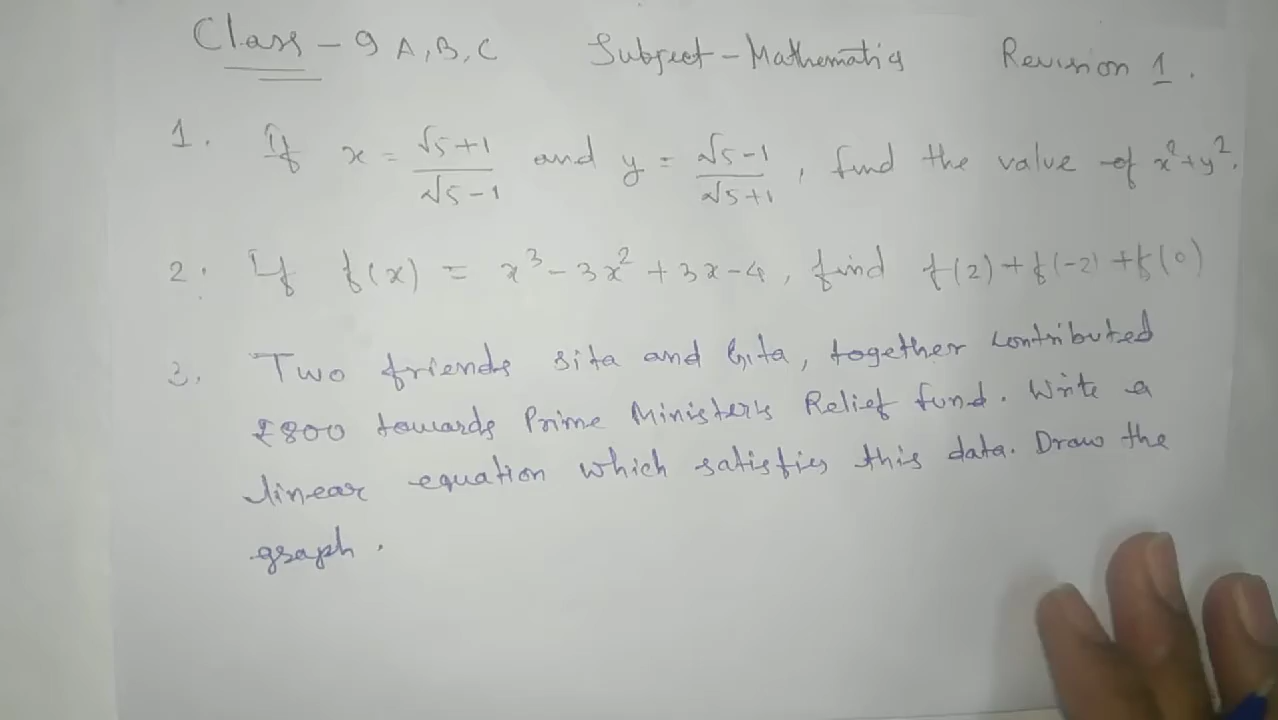 Class - 9 A, B, C Subject - Mathematics Revision 1.
1. If x = √5+1/√5-1 and y = √5-1/√5+1, find the value of x²+y².
2. If f(x) = x³-3x²+3x-4, find f(2)+f(-2)+f(0)
3. Two friends Sita and Gita, together contributed
₹800 towards Prime Minister's Relief fund. Write a
linear equation which satisfies this data. Draw the
graph.